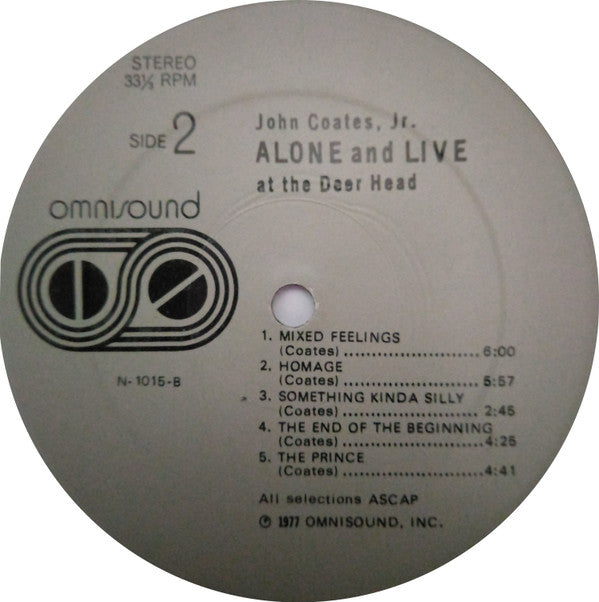 STEREO
33⅓ RPM
SIDE 2
John Coates, Jr.
ALONE and LIVE
at the Deer Head
omnisound
1. MIXED FEELINGS
(Coates) .......................... 6:00
2. HOMAGE
(Coates) .......................... 5:57
3. SOMETHING KINDA SILLY
(Coates) .......................... 2:45
4. THE END OF THE BEGINNING
(Coates) .......................... 4:25
5. THE PRINCE
(Coates) .......................... 4:41
N-1015-B
All selections ASCAP
℗ 1977 OMNISOUND, INC.